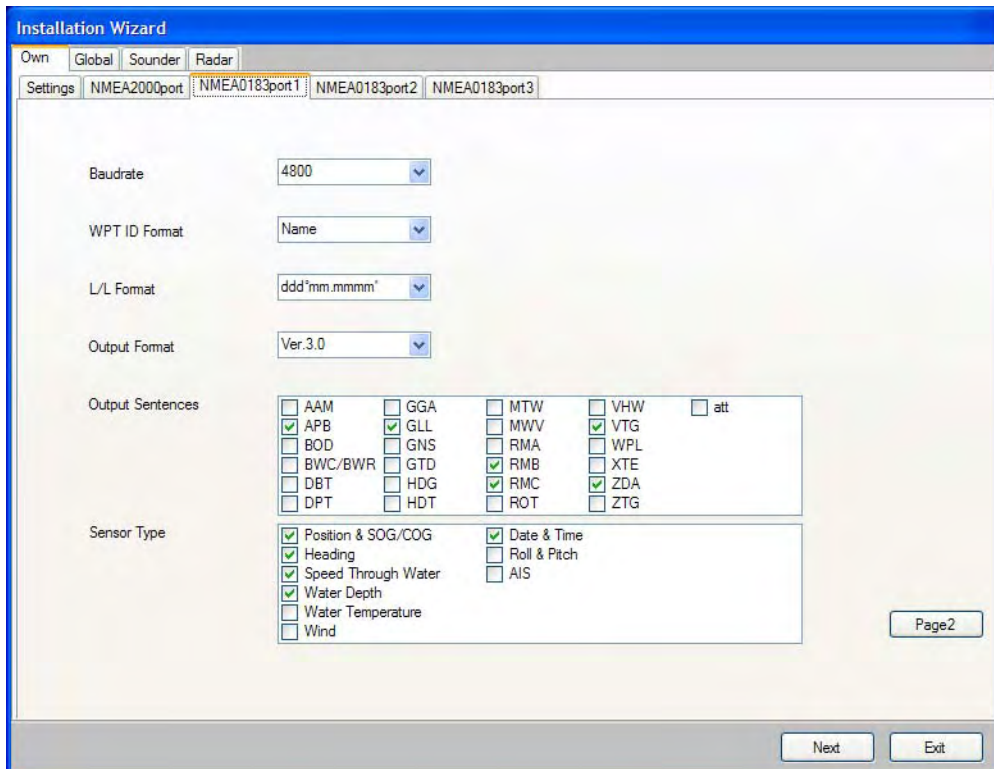 Installation Wizard
Own Global Sounder Radar
Settings NMEA2000port NMEA0183port1 NMEA0183port2 NMEA0183port3
Baudrate 4800
WPT ID Format Name
L/L Format ddd°mm.mmmm'
Output Format Ver.3.0
Output Sentences
AAM GGA MTW VHW att
APB GLL MWV VTG
BOD GNS RMA WPL
BWC/BWR GTD RMB XTE
DBT HDG RMC ZDA
DPT HDT ROT ZTG
Sensor Type
Position & SOG/COG Date & Time
Heading Roll & Pitch
Speed Through Water AIS
Water Depth
Water Temperature
Wind
Page2
Next Exit